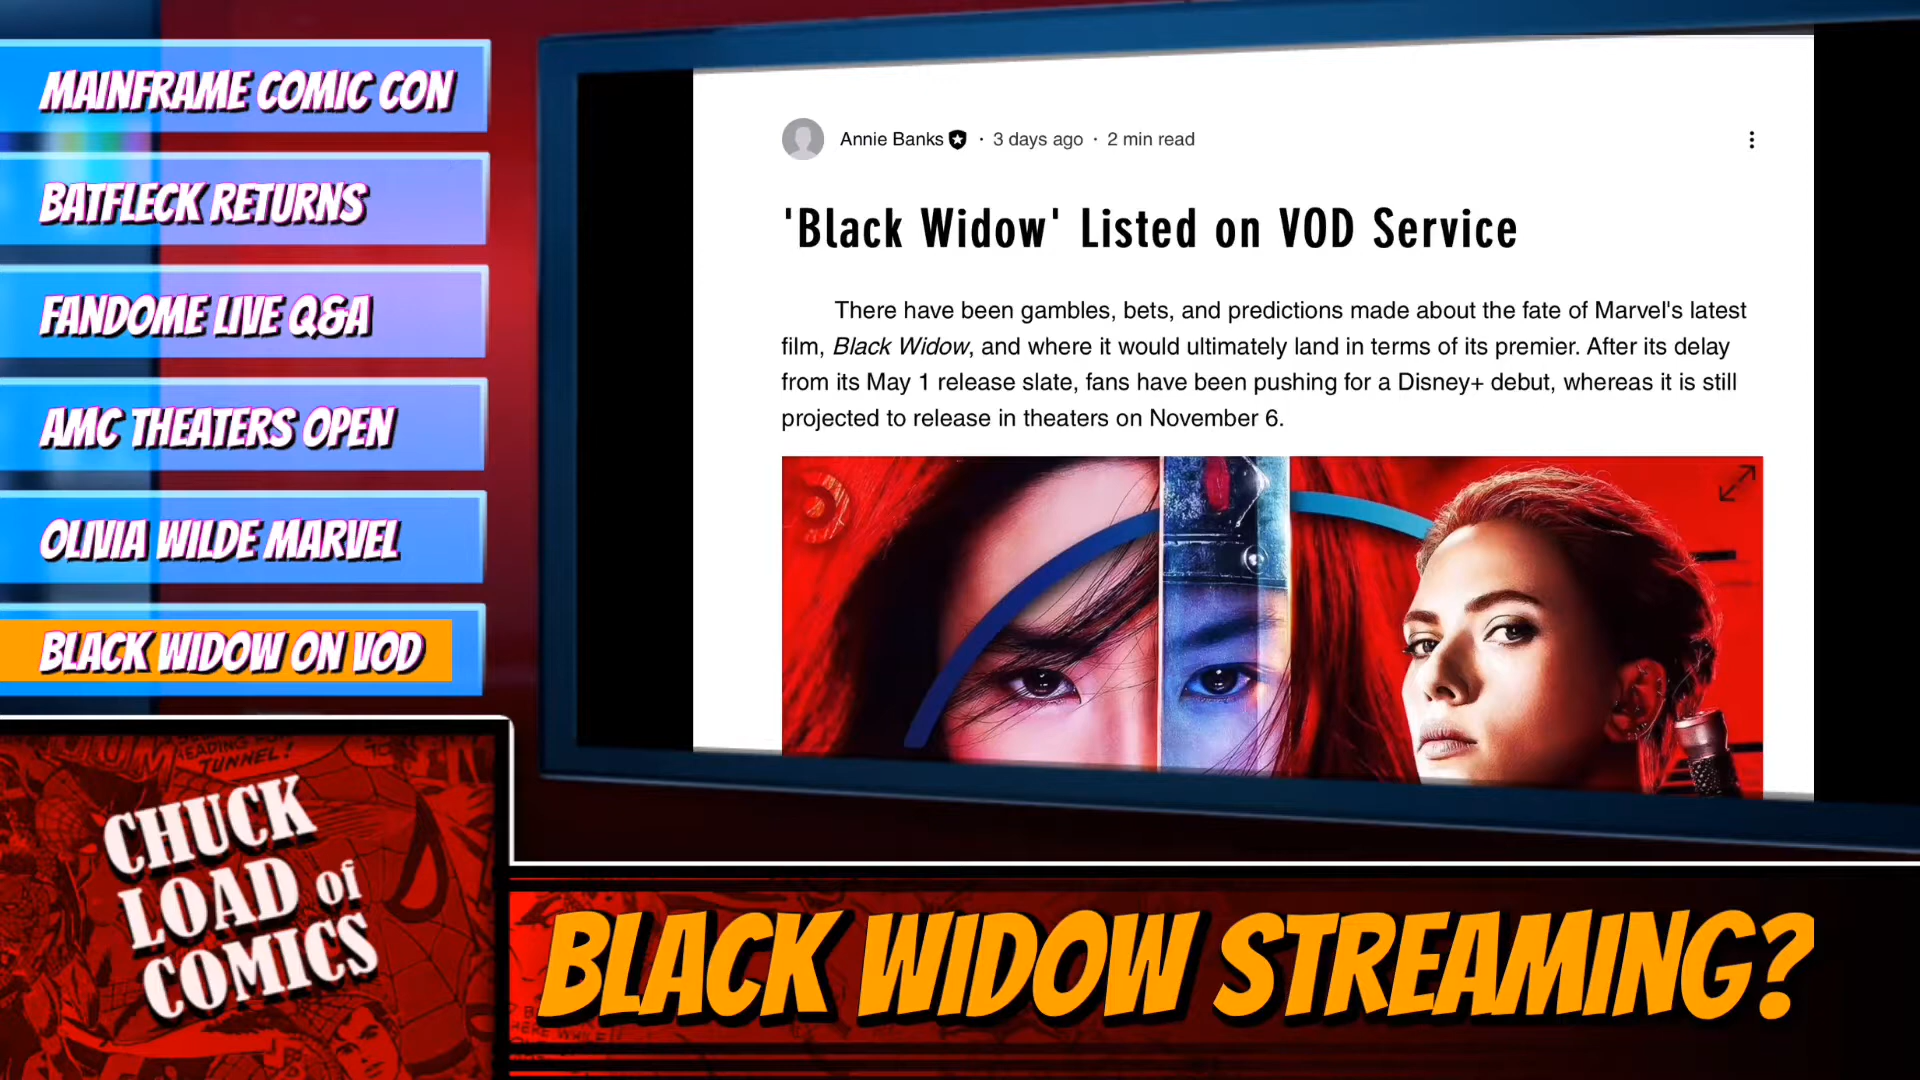 MAINFRAME COMIC CON
BATFLECK RETURNS
FANDOME LIVE Q&A
AMC THEATERS OPEN
OLIVIA WILDE MARVEL
BLACK WIDOW ON VOD
Annie Banks · 3 days ago · 2 min read
'Black Widow' Listed on VOD Service
There have been gambles, bets, and predictions made about the fate of Marvel's latest
film, Black Widow, and where it would ultimately land in terms of its premier. After its delay
from its May 1 release slate, fans have been pushing for a Disney+ debut, whereas it is still
projected to release in theaters on November 6.
TUNNEL!
CHUCK
LOAD of
COMICS
BLACK WIDOW STREAMING?